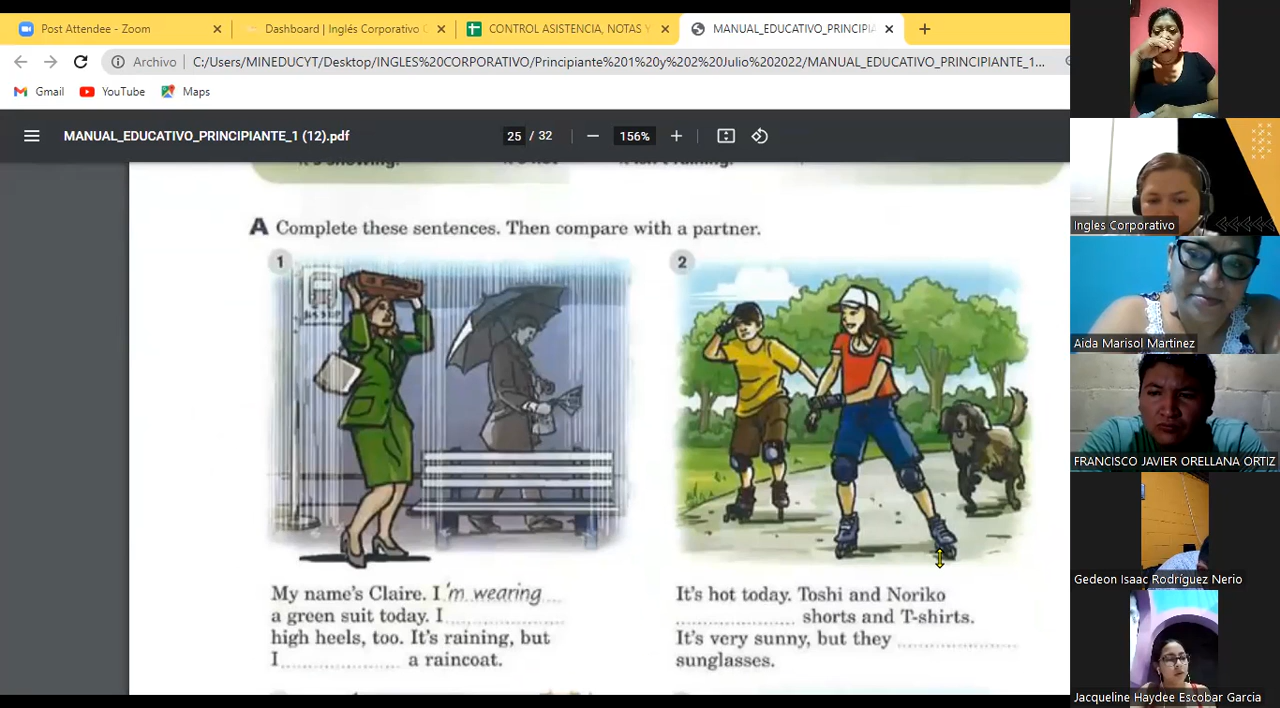 Post Attendee - Zoom
Dashboard | Inglés Corporativo
CONTROL ASISTENCIA, NOTAS Y
MANUAL_EDUCATIVO_PRINCIPIA
Archivo
C:/Users/MINEDUCYT/Desktop/INGLES%20CORPORATIVO/Principiante%201%20y%202%20Julio%202022/MANUAL_EDUCATIVO_PRINCIPIANTE_1...
Gmail
YouTube
Maps
MANUAL_EDUCATIVO_PRINCIPIANTE_1 (12).pdf
25 / 32
156%
A Complete these sentences. Then compare with a partner.
1
2
My name's Claire. I 'm wearing
a green suit today. I
high heels, too. It's raining, but
I a raincoat.
It's hot today. Toshi and Noriko
shorts and T-shirts.
It's very sunny, but they
sunglasses.
Ingles Corporativo
Aida Marisol Martinez
FRANCISCO JAVIER ORELLANA ORTIZ
Gedeon Isaac Rodríguez Nerio
Jacqueline Haydee Escobar Garcia